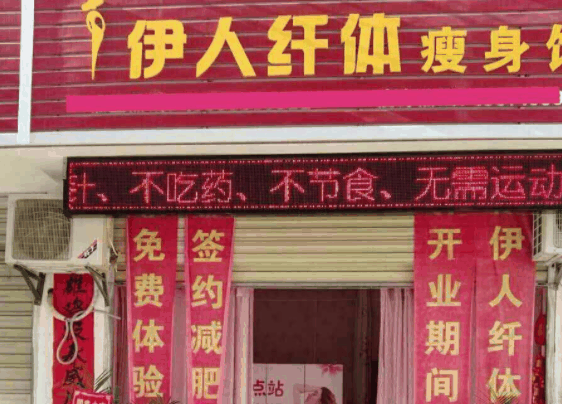 伊人纤体 瘦身
、不吃药、不节食、无需运动
免费体验
签约减肥
开业期间
伊人纤体
点站